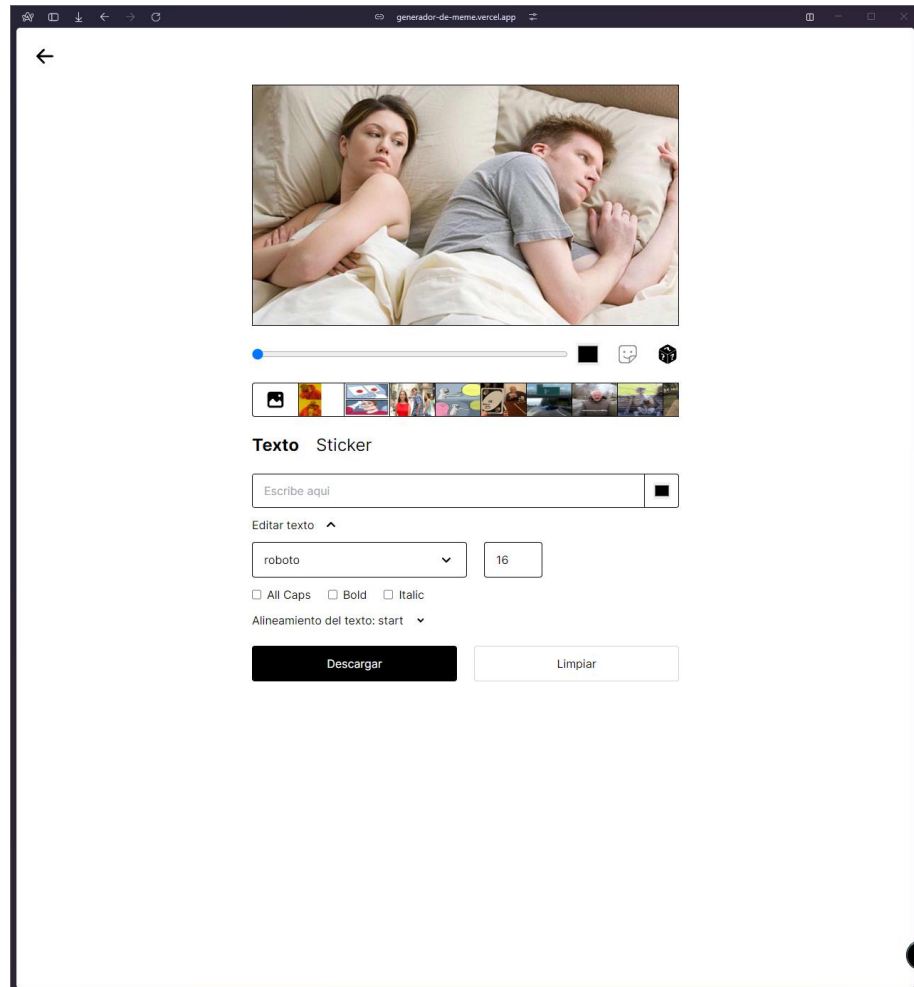 generador-de-meme.vercel.app
Texto Sticker
Escribe aqui
Editar texto
roboto 16
All Caps Bold Italic
Alineamiento del texto: start
Descargar Limpiar